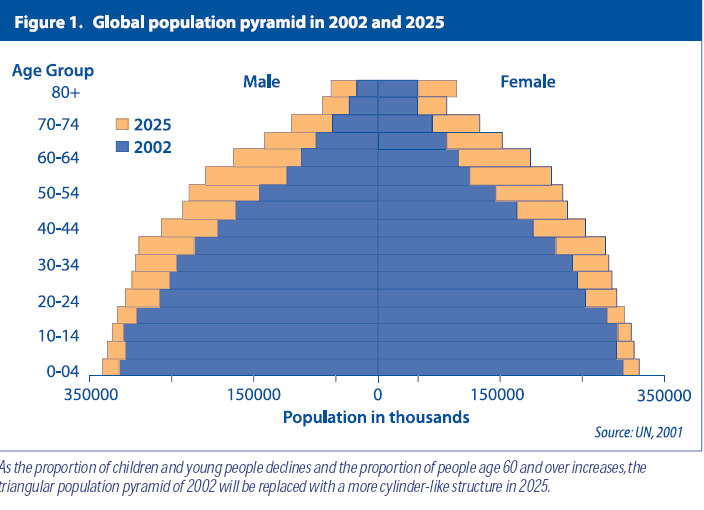 Figure 1. Global population pyramid in 2002 and 2025
Age Group
Male
Female
80+
70-74
2025
2002
60-64
50-54
40-44
30-34
20-24
10-14
0-04
350000 150000 0 150000 350000
Population in thousands
Source: UN, 2001
As the proportion of children and young people declines and the proportion of people age 60 and over increases, the
triangular population pyramid of 2002 will be replaced with a more cylinder-like structure in 2025.